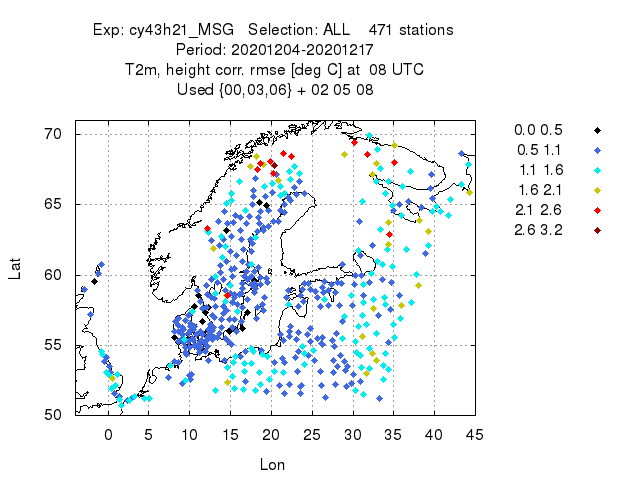 Exp: cy43h21_MSG   Selection: ALL    471 stations
Period: 20201204-20201217
T2m, height corr. rmse [deg C] at  08 UTC
Used {00,03,06} + 02 05 08
70
65
60
55
50
Lat
0 5 10 15 20 25 30 35 40 45
Lon
0.0 0.5
0.5 1.1
1.1 1.6
1.6 2.1
2.1 2.6
2.6 3.2